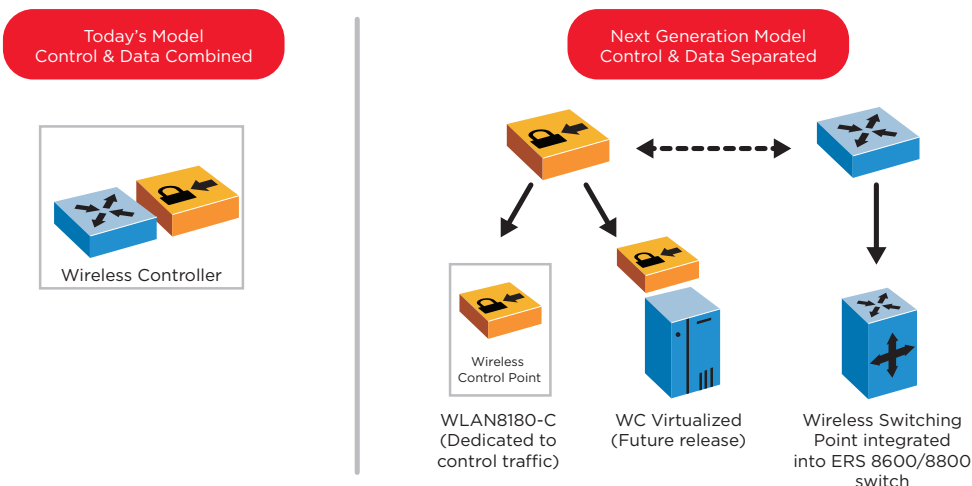 Today's Model
Control & Data Combined
Next Generation Model
Control & Data Separated
Wireless Controller
Wireless
Control Point
WLAN8180-C
(Dedicated to
control traffic)
WC Virtualized
(Future release)
Wireless Switching
Point integrated
into ERS 8600/8800
switch